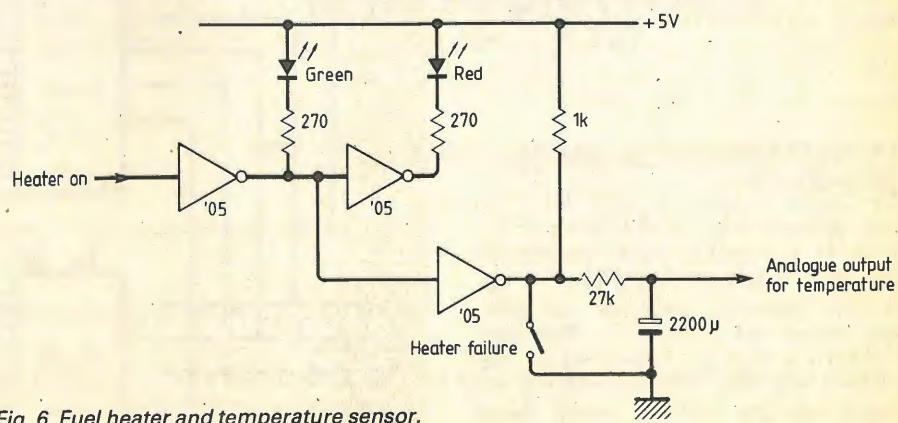 +5V
Green
Red
270
270
1k
Heater on
'05
'05
'05
27k
Analogue output
for temperature
2200µ
Heater failure
Fig. 6. Fuel heater and temperature sensor.